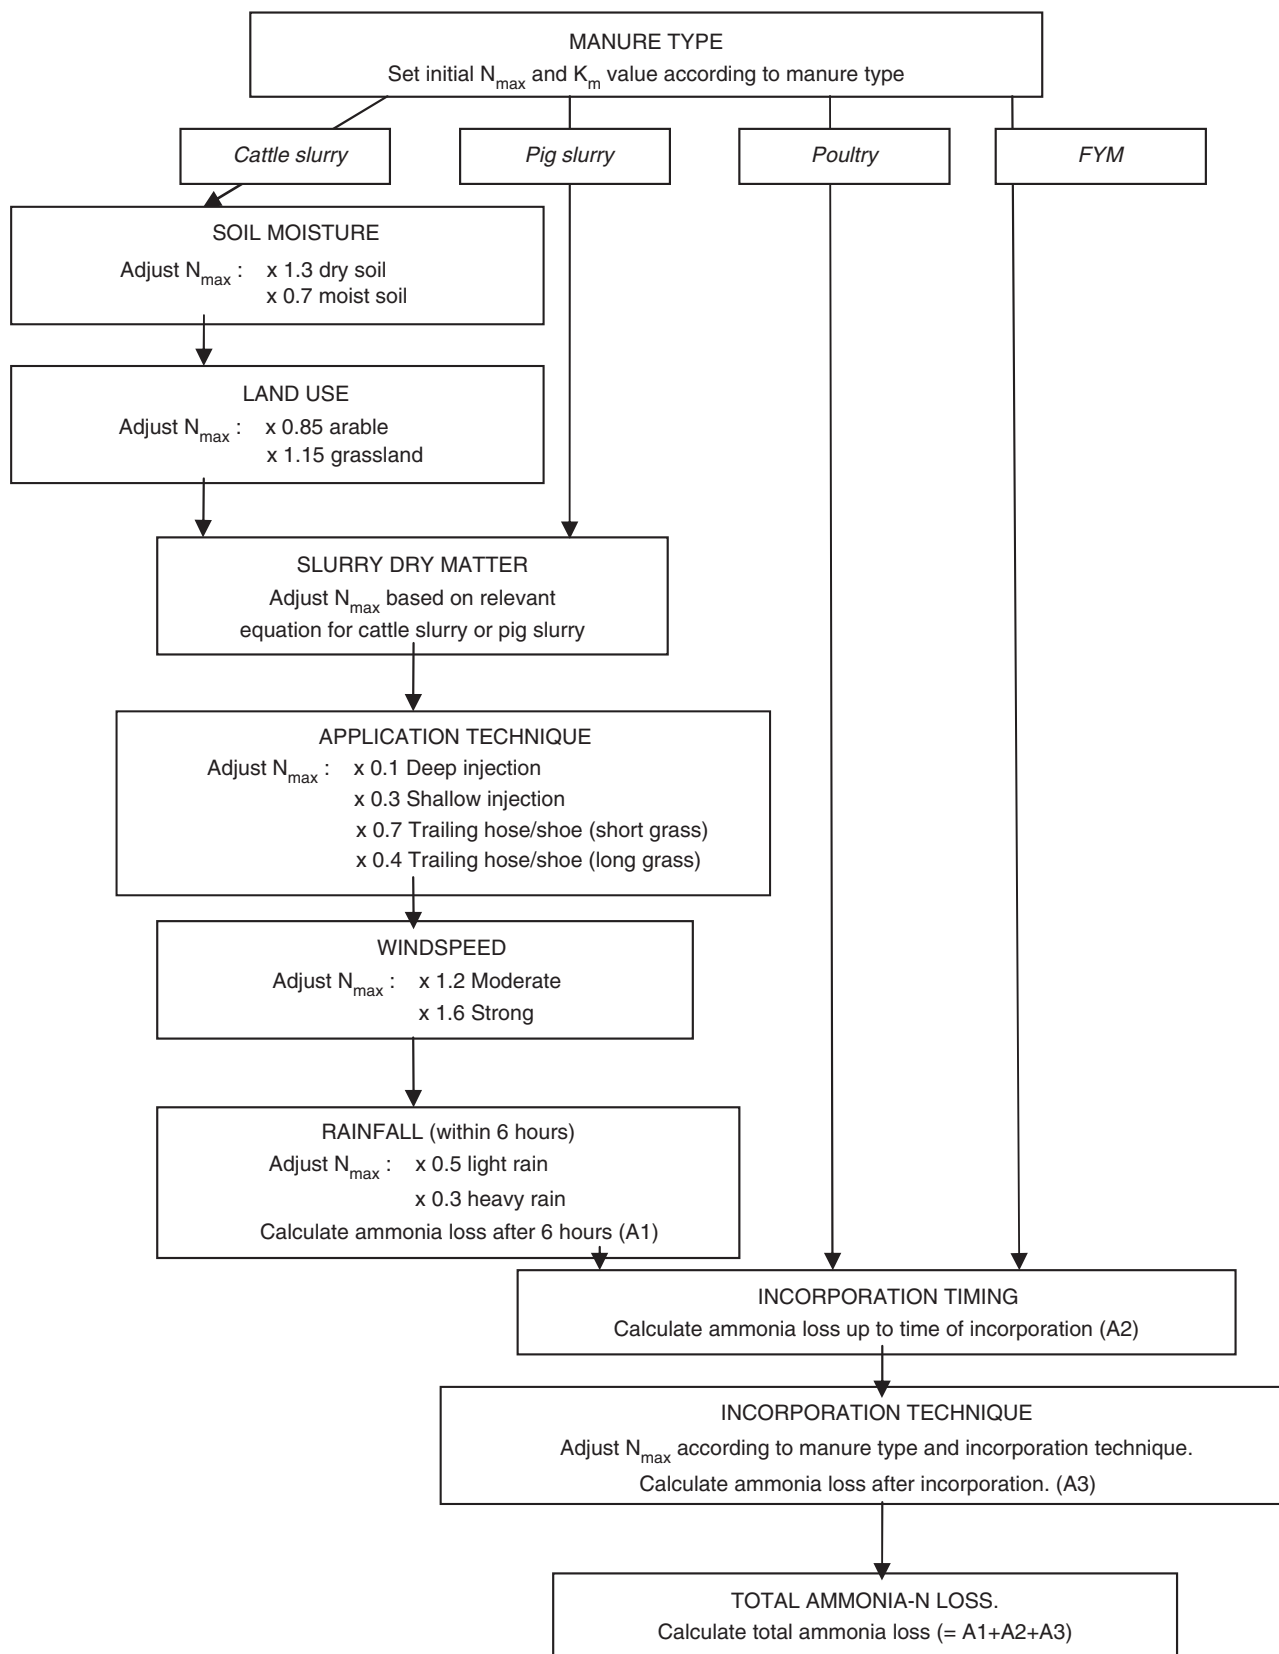 MANURE TYPE
Set initial Nmax and Km value according to manure type
Cattle slurry
Pig slurry
Poultry
FYM
SOIL MOISTURE
Adjust Nmax : x 1.3 dry soil
x 0.7 moist soil
LAND USE
Adjust Nmax : x 0.85 arable
x 1.15 grassland
SLURRY DRY MATTER
Adjust Nmax based on relevant
equation for cattle slurry or pig slurry
APPLICATION TECHNIQUE
Adjust Nmax : x 0.1 Deep injection
x 0.3 Shallow injection
x 0.7 Trailing hose/shoe (short grass)
x 0.4 Trailing hose/shoe (long grass)
WINDSPEED
Adjust Nmax : x 1.2 Moderate
x 1.6 Strong
RAINFALL (within 6 hours)
Adjust Nmax : x 0.5 light rain
x 0.3 heavy rain
Calculate ammonia loss after 6 hours (A1)
INCORPORATION TIMING
Calculate ammonia loss up to time of incorporation (A2)
INCORPORATION TECHNIQUE
Adjust Nmax according to manure type and incorporation technique.
Calculate ammonia loss after incorporation. (A3)
TOTAL AMMONIA-N LOSS.
Calculate total ammonia loss (= A1+A2+A3)